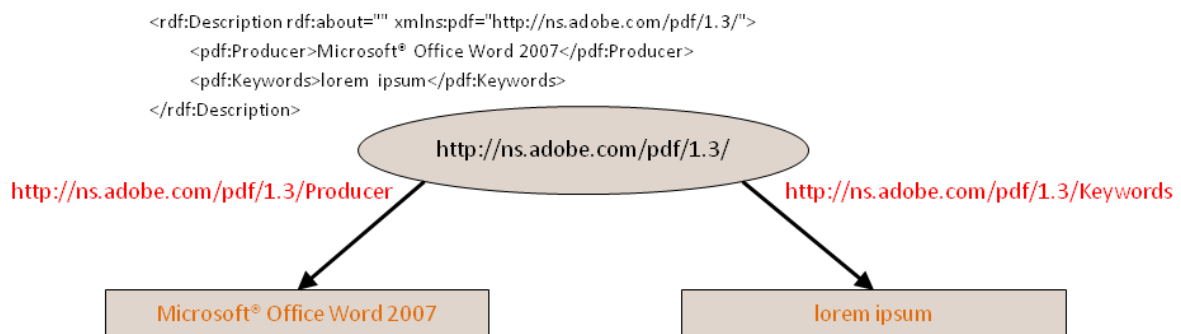 <rdf:Description rdf:about="" xmlns:pdf="http://ns.adobe.com/pdf/1.3/">
<pdf:Producer>Microsoft® Office Word 2007</pdf:Producer>
<pdf:Keywords>lorem ipsum</pdf:Keywords>
</rdf:Description>
http://ns.adobe.com/pdf/1.3/
http://ns.adobe.com/pdf/1.3/Producer
http://ns.adobe.com/pdf/1.3/Keywords
Microsoft® Office Word 2007
lorem ipsum